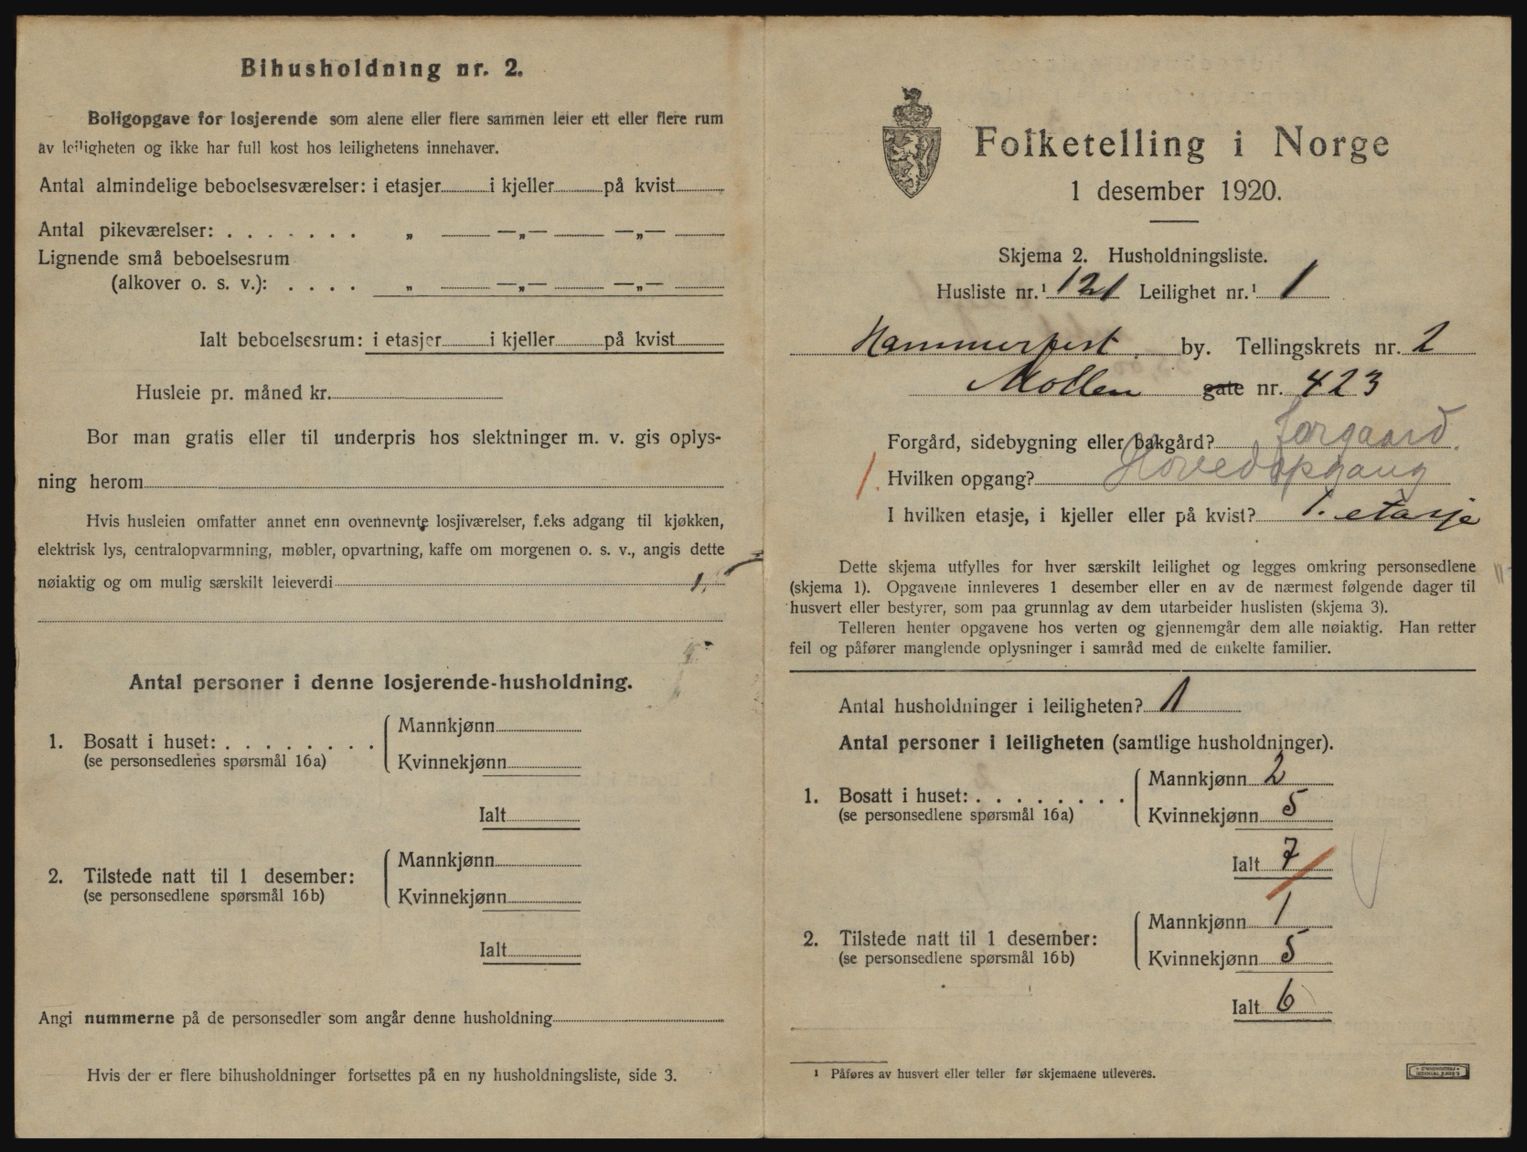 Bihusholdning nr. 2.
Boligopgave for losjerende som alene eller flere sammen leier ett eller flere rum
av leiligheten og ikke har full kost hos leilighetens innehaver.
Antal almindelige beboelsesværelser: i etasjer i kjeller på kvist
Antal pikeværelser: . . . . . . . „ —„— —„—
Lignende små beboelsesrum
(alkover o. s. v.): . . . . „ —„— —„—
Ialt beboelsesrum: i etasjer i kjeller på kvist
Husleie pr. måned kr.
Bor man gratis eller til underpris hos slektninger m. v. gis oplys-
ning herom
Hvis husleien omfatter annet enn ovennevnte losjiværelser, f.eks adgang til kjøkken,
elektrisk lys, centralopvarmning, møbler, opvartning, kaffe om morgenen o. s. v., angis dette
nøiaktig og om mulig særskilt leieverdi
Antal personer i denne losjerende-husholdning.
1. Bosatt i huset: . . . . . . . . Mannkjønn
(se personsedlenes spørsmål 16a) Kvinnekjønn
Ialt
2. Tilstede natt til 1 desember: Mannkjønn
(se personsedlene spørsmål 16b) Kvinnekjønn
Ialt
Angi nummerne på de personsedler som angår denne husholdning
Hvis der er flere bihusholdninger fortsettes på en ny husholdningsliste, side 3.
Folketelling i Norge
1 desember 1920.
Skjema 2. Husholdningsliste.
Husliste nr.¹ 121 Leilighet nr.¹ 1
Hammerfest by. Tellingskrets nr. 2
Mollen gate nr. 423
Forgård, sidebygning eller bakgård? Forgaard.
1. Hvilken opgang? Hovedopgang
I hvilken etasje, i kjeller eller på kvist? 1. etasje
Dette skjema utfylles for hver særskilt leilighet og legges omkring personsedlene
(skjema 1). Opgavene innleveres 1 desember eller en av de nærmest følgende dager til
husvert eller bestyrer, som paa grunnlag av dem utarbeider huslisten (skjema 3).
Telleren henter opgavene hos verten og gjennemgår dem alle nøiaktig. Han retter
feil og påfører manglende oplysninger i samråd med de enkelte familier.
Antal husholdninger i leiligheten? 1
Antal personer i leiligheten (samtlige husholdninger).
1. Bosatt i huset: . . . . . . . . Mannkjønn 2
(se personsedlene spørsmål 16a) Kvinnekjønn 5
Ialt 7
2. Tilstede natt til 1 desember: Mannkjønn 1
(se personsedlene spørsmål 16b) Kvinnekjønn 5
Ialt 6
¹ Påføres av husvert eller teller før skjemaene utleveres.